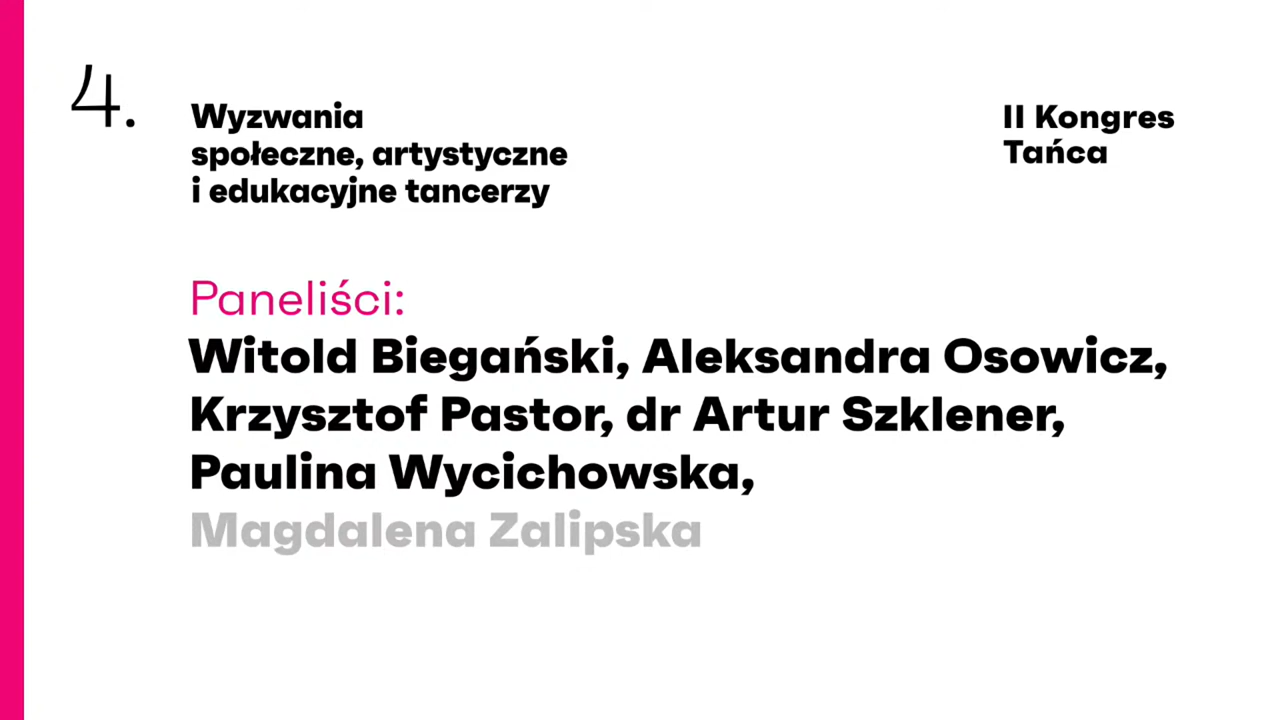 4.
Wyzwania
społeczne, artystyczne
i edukacyjne tancerzy
II Kongres
Tańca
Paneliści:
Witold Biegański, Aleksandra Osowicz,
Krzysztof Pastor, dr Artur Szklener,
Paulina Wycichowska,
Magdalena Zalipska